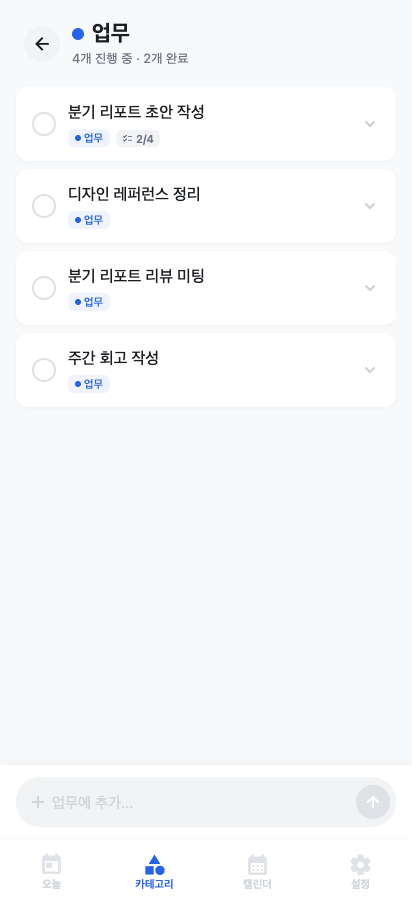 업무
4개 진행 중 · 2개 완료
분기 리포트 초안 작성
업무 2/4
디자인 레퍼런스 정리
업무
분기 리포트 리뷰 미팅
업무
주간 회고 작성
업무
업무에 추가...
오늘 카테고리 캘린더 설정